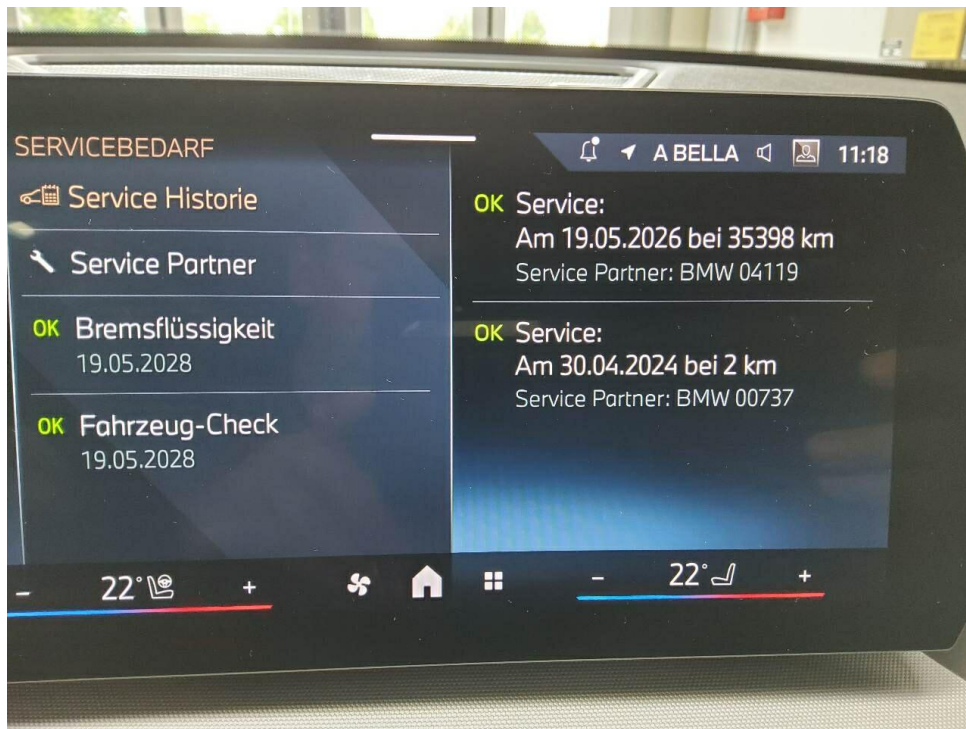 SERVICEBEDARF
Service Historie
Service Partner
OK Bremsflüssigkeit
19.05.2028
OK Fahrzeug-Check
19.05.2028
A BELLA 11:18
OK Service:
Am 19.05.2026 bei 35398 km
Service Partner: BMW 04119
OK Service:
Am 30.04.2024 bei 2 km
Service Partner: BMW 00737
- 22° + - 22° +